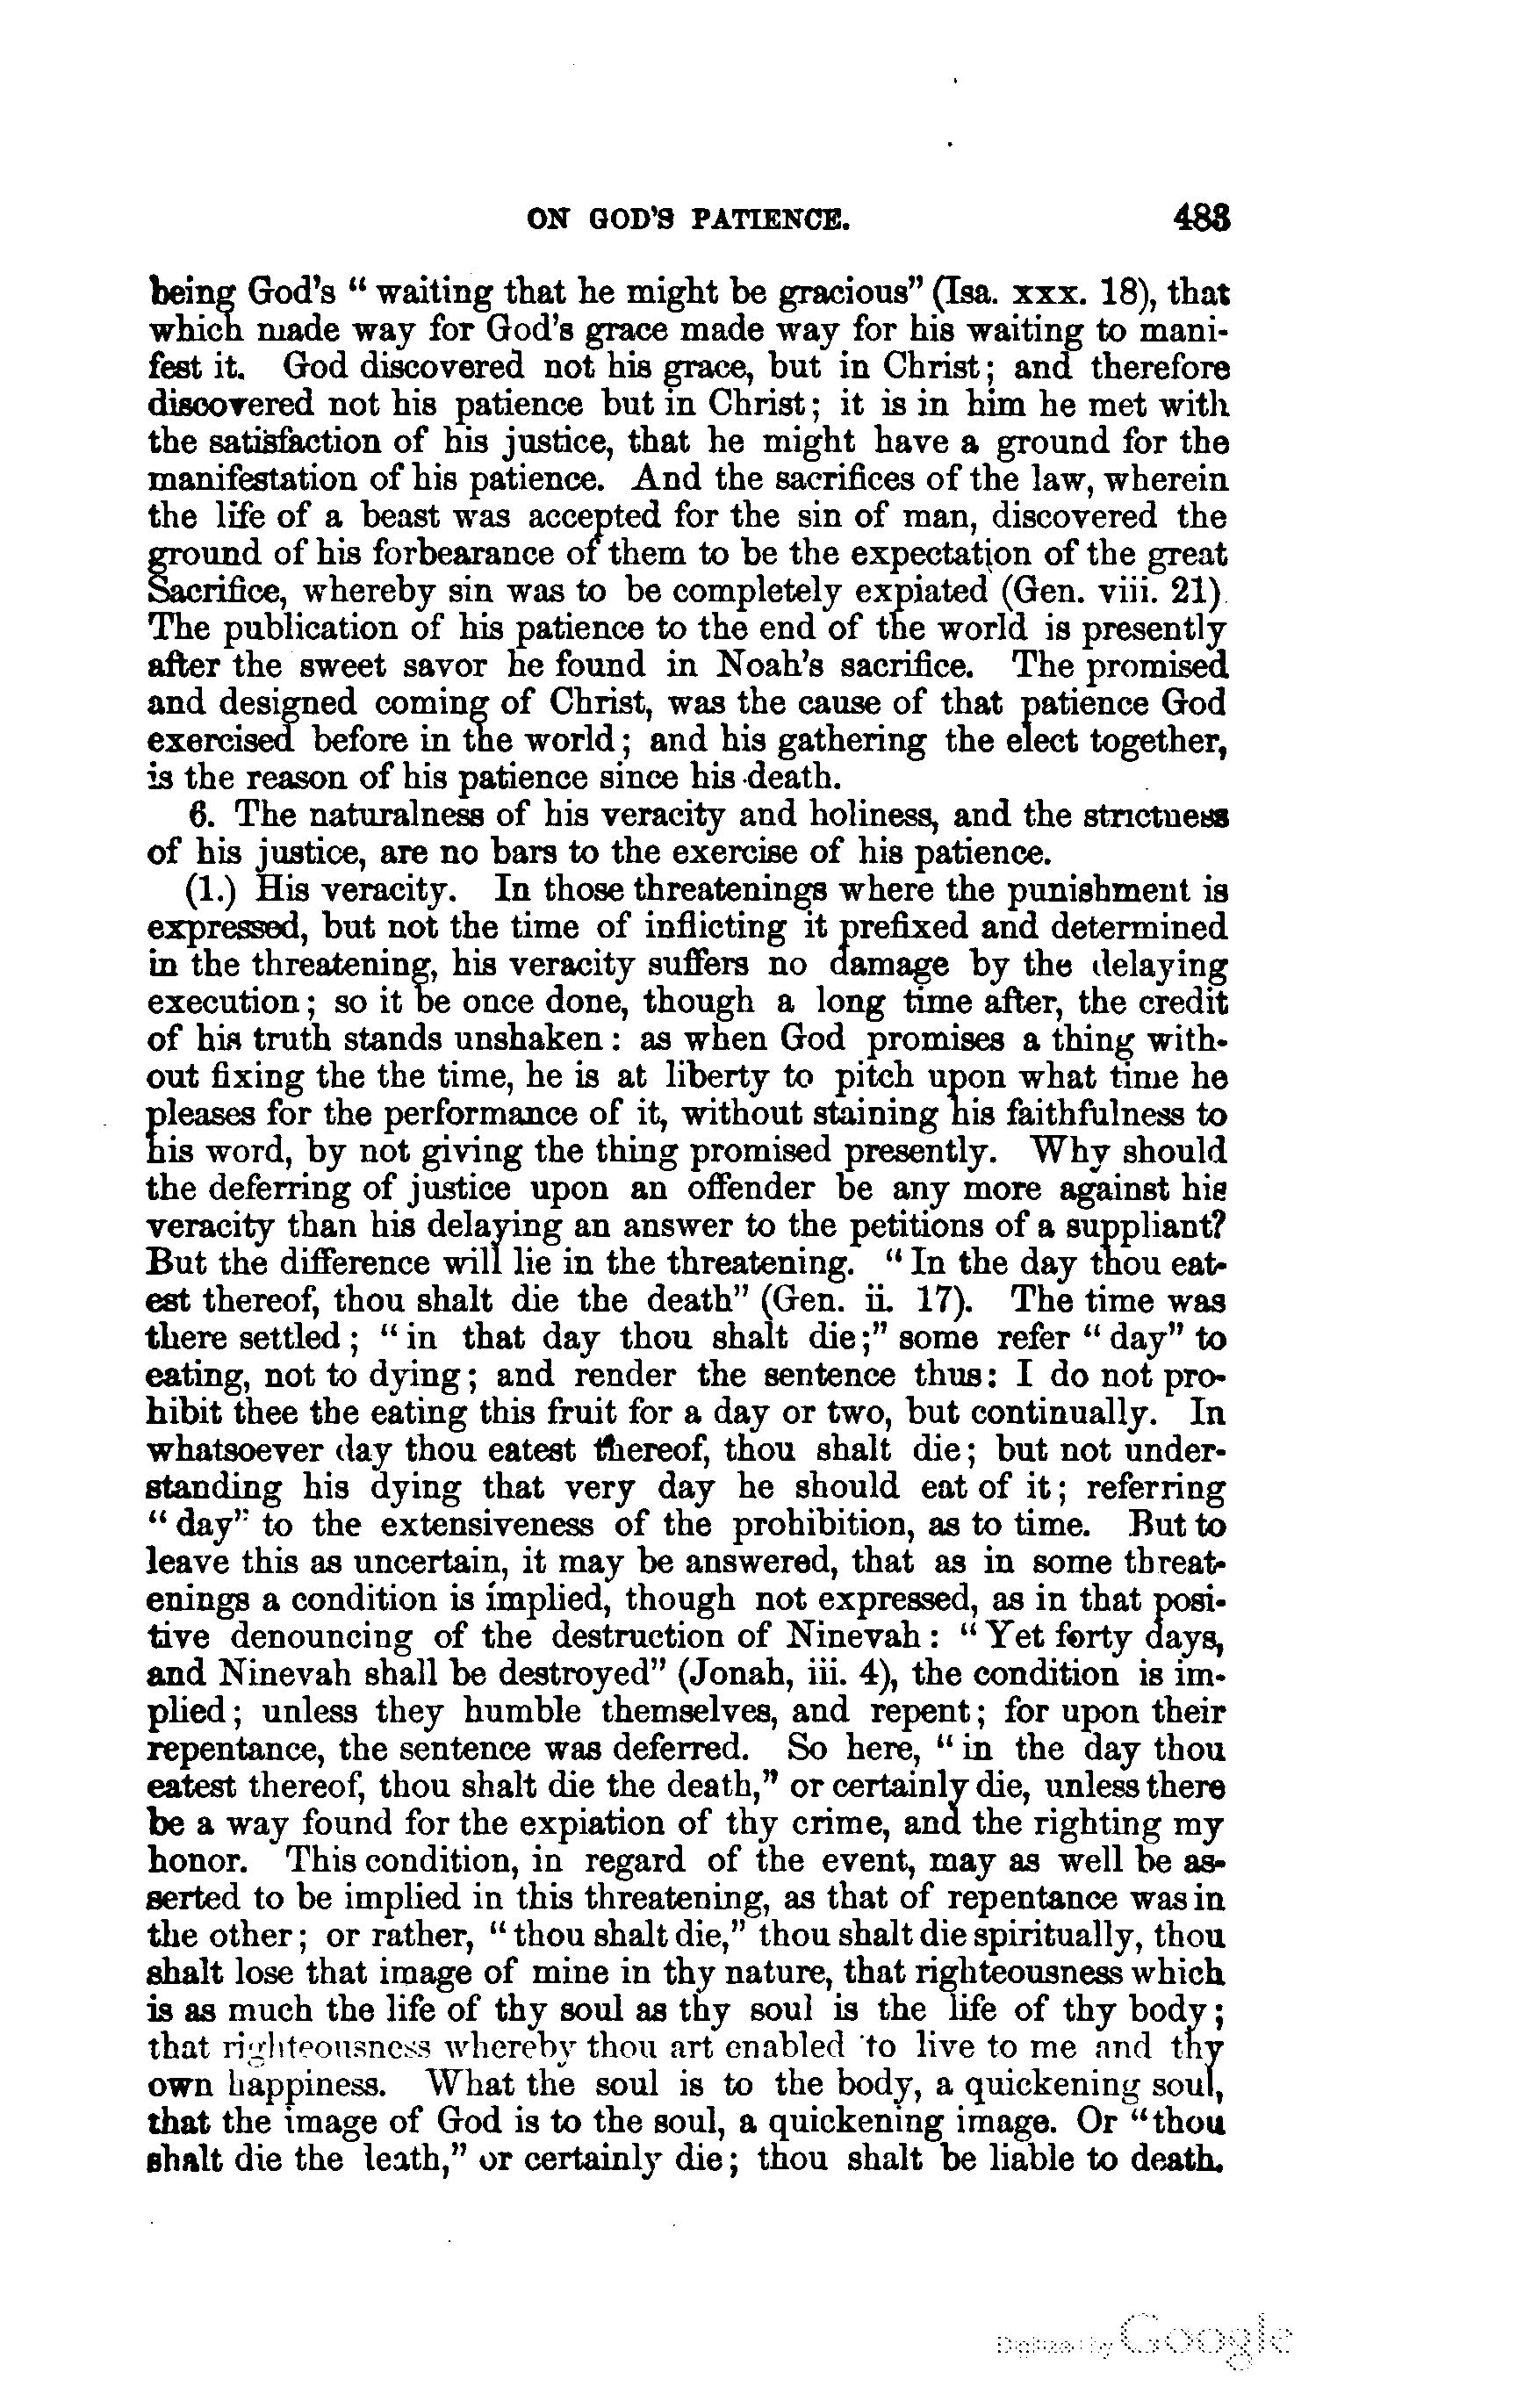 ON GOD'S PATIENCE. 483
being God's “ waiting that he might be gracious” (Isa. xxx. 18), that
which made way for God's grace made way for his waiting to mani-
fest it. God discovered not his grace, but in Christ; and therefore
discovered not his patience but in Christ; it is in him he met with
the satisfaction of his justice, that he might have a ground for the
manifestation of his patience. And the sacrifices of the law, wherein
the life of a beast was accepted for the sin of man, discovered the
ground of his forbearance of them to be the expectation of the great
Sacrifice, whereby sin was to be completely expiated (Gen. viii. 21).
The publication of his patience to the end of the world is presently
after the sweet savor he found in Noah's sacrifice. The promised
and designed coming of Christ, was the cause of that patience God
exercised before in the world; and his gathering the elect together,
is the reason of his patience since his death.
6. The naturalness of his veracity and holiness, and the strictness
of his justice, are no bars to the exercise of his patience.
(1.) His veracity. In those threatenings where the punishment is
expressed, but not the time of inflicting it prefixed and determined
in the threatening, his veracity suffers no damage by the delaying
execution; so it be once done, though a long time after, the credit
of his truth stands unshaken: as when God promises a thing with-
out fixing the the time, he is at liberty to pitch upon what time he
pleases for the performance of it, without staining his faithfulness to
his word, by not giving the thing promised presently. Why should
the deferring of justice upon an offender be any more against his
veracity than his delaying an answer to the petitions of a suppliant?
But the difference will lie in the threatening. “ In the day thou eat-
est thereof, thou shalt die the death” (Gen. ii. 17). The time was
there settled; “ in that day thou shalt die;” some refer “ day” to
eating, not to dying; and render the sentence thus: I do not pro-
hibit thee the eating this fruit for a day or two, but continually. In
whatsoever day thou eatest thereof, thou shalt die; but not under-
standing his dying that very day he should eat of it; referring
“ day” to the extensiveness of the prohibition, as to time. But to
leave this as uncertain, it may be answered, that as in some threat-
enings a condition is implied, though not expressed, as in that posi-
tive denouncing of the destruction of Ninevah: “ Yet forty days,
and Ninevah shall be destroyed” (Jonah, iii. 4), the condition is im-
plied; unless they humble themselves, and repent; for upon their
repentance, the sentence was deferred. So here, “ in the day thou
eatest thereof, thou shalt die the death,” or certainly die, unless there
be a way found for the expiation of thy crime, and the righting my
honor. This condition, in regard of the event, may as well be as-
serted to be implied in this threatening, as that of repentance was in
the other; or rather, “ thou shalt die,” thou shalt die spiritually, thou
shalt lose that image of mine in thy nature, that righteousness which
is as much the life of thy soul as thy soul is the life of thy body;
that righteousness whereby thou art enabled to live to me and thy
own happiness. What the soul is to the body, a quickening soul,
that the image of God is to the soul, a quickening image. Or “thou
shalt die the leath,” or certainly die; thou shalt be liable to death.
Digitized by Google